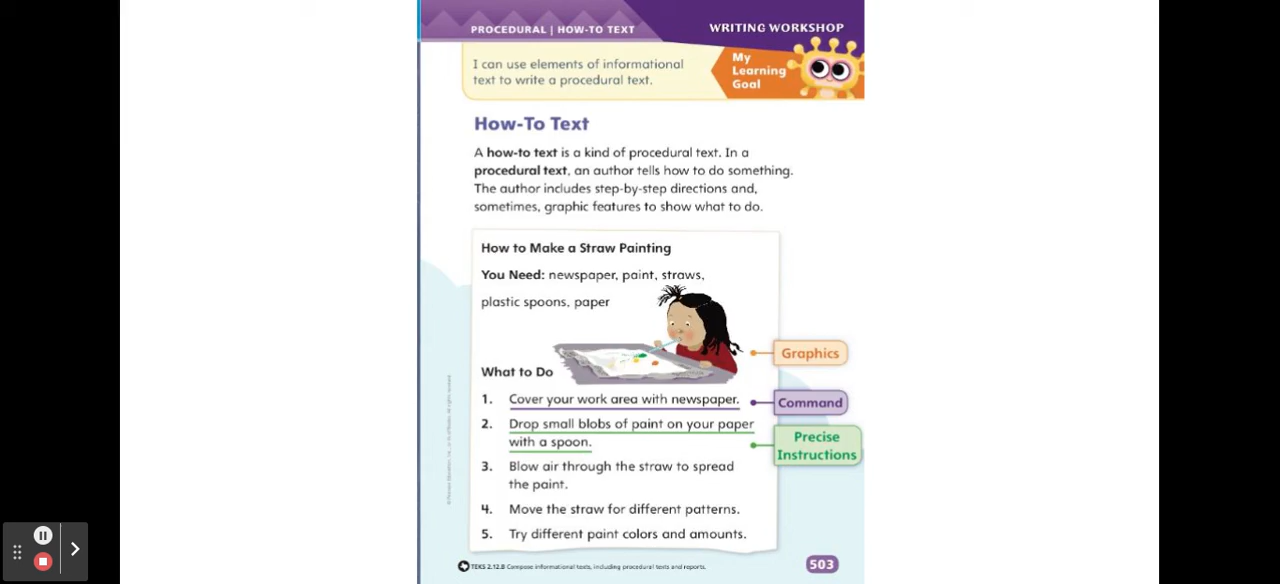 PROCEDURAL | HOW-TO TEXT
WRITING WORKSHOP
I can use elements of informational
text to write a procedural text.
My
Learning
Goal
How-To Text
A how-to text is a kind of procedural text. In a
procedural text, an author tells how to do something.
The author includes step-by-step directions and,
sometimes, graphic features to show what to do.
How to Make a Straw Painting
You Need: newspaper, paint, straws,
plastic spoons, paper
Graphics
What to Do
1. Cover your work area with newspaper.
Command
2. Drop small blobs of paint on your paper
with a spoon.
Precise
Instructions
3. Blow air through the straw to spread
the paint.
4. Move the straw for different patterns.
5. Try different paint colors and amounts.
TEKS 2.12.B Compose informational texts, including procedural texts and reports.
503